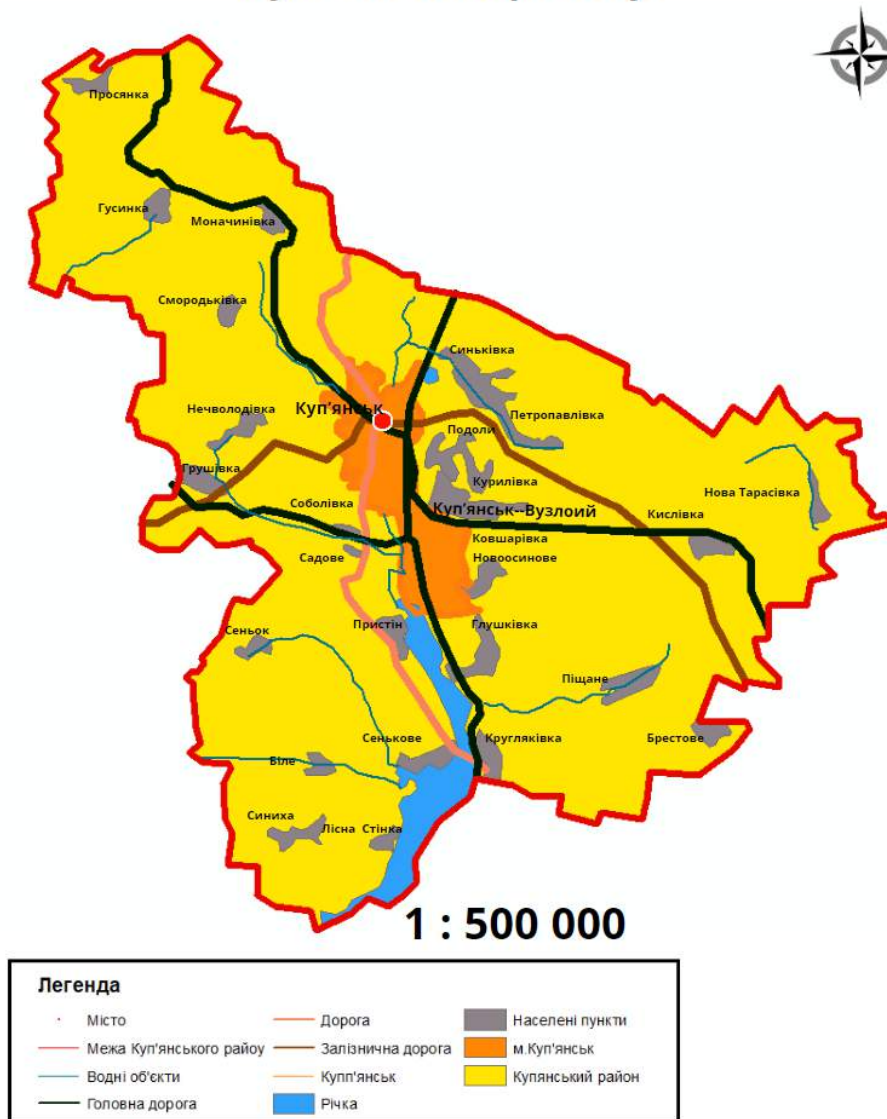 Просянка
Гусинка
Моначинівка
Смородьківка
Синьківка
Нечволодівка
Куп'янськ
Петропавлівка
Подоли
Грушівка
Курилівка
Нова Тарасівка
Соболівка
Куп'янськ--Вузлоий
Кислівка
Ковшарівка
Садове
Новоосинове
Сеньок
Пристін
Глушківка
Піщане
Сенькове
Кругляківка
Брестове
Біле
Синиха
Лісна Стінка
1 : 500 000
Легенда
Місто
Дорога
Населені пункти
Межа Куп'янського райоу
Залізнична дорога
м.Куп'янськ
Водні об'єкти
Купп'янськ
Купянський район
Головна дорога
Річка